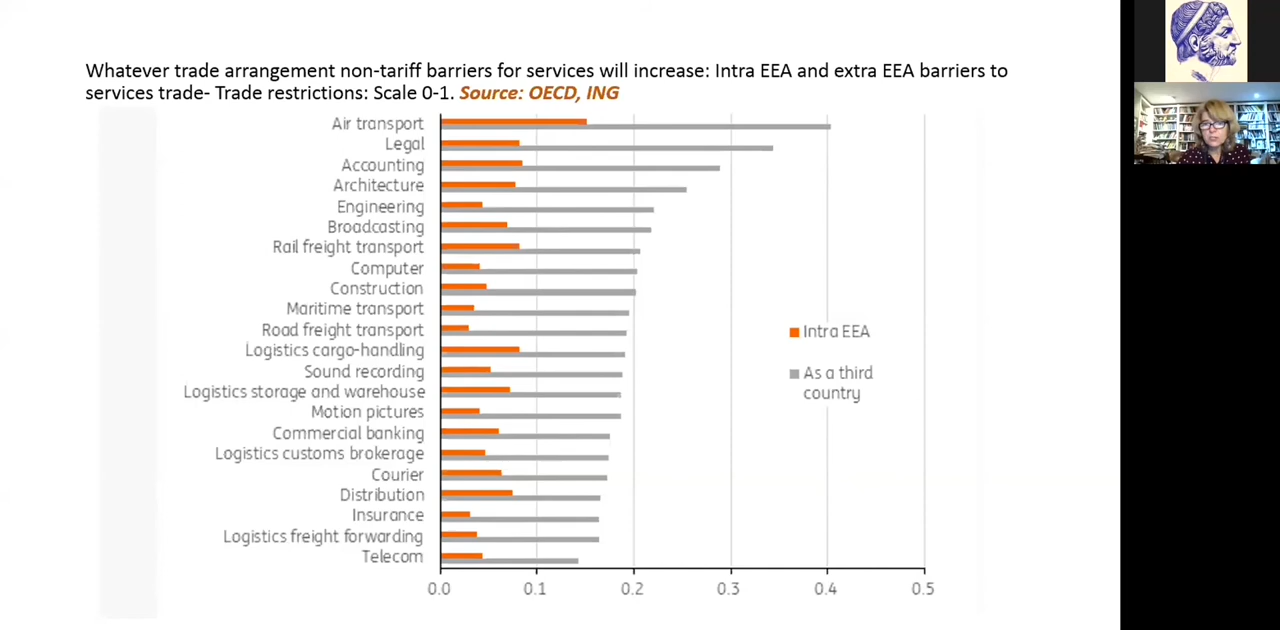 Whatever trade arrangement non-tariff barriers for services will increase: Intra EEA and extra EEA barriers to
services trade- Trade restrictions: Scale 0-1. Source: OECD, ING
Air transport
Legal
Accounting
Architecture
Engineering
Broadcasting
Rail freight transport
Computer
Construction
Maritime transport
Road freight transport
Logistics cargo-handling
Sound recording
Logistics storage and warehouse
Motion pictures
Commercial banking
Logistics customs brokerage
Courier
Distribution
Insurance
Logistics freight forwarding
Telecom
Intra EEA
As a third
country
0.0 0.1 0.2 0.3 0.4 0.5